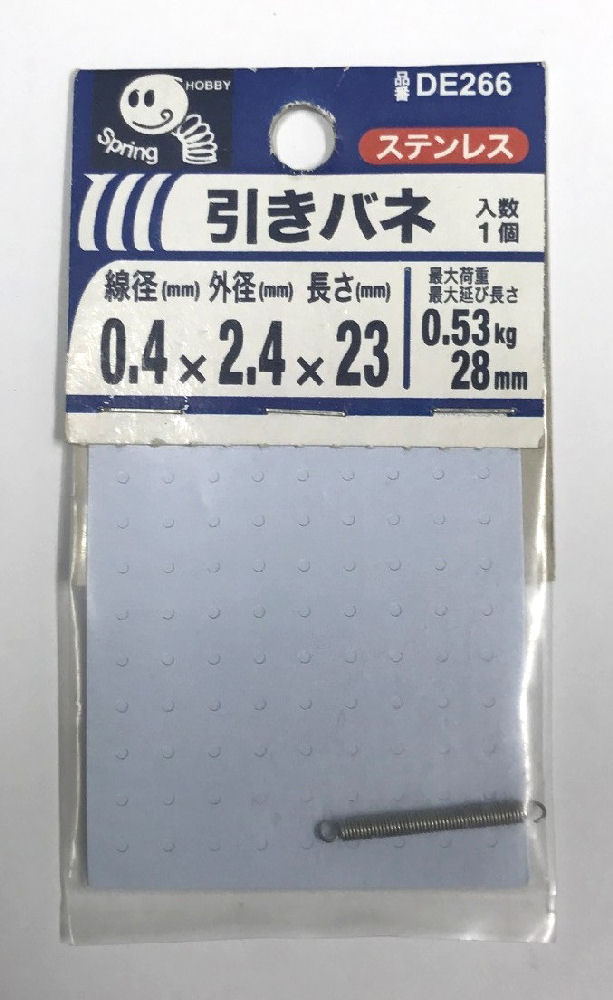 HOBBY
Spring
品番 DE266
ステンレス
引きバネ
入数
1個
線径(mm) 外径(mm) 長さ(mm)
0.4×2.4×23
最大荷重
最大延び長さ
0.53kg
28mm